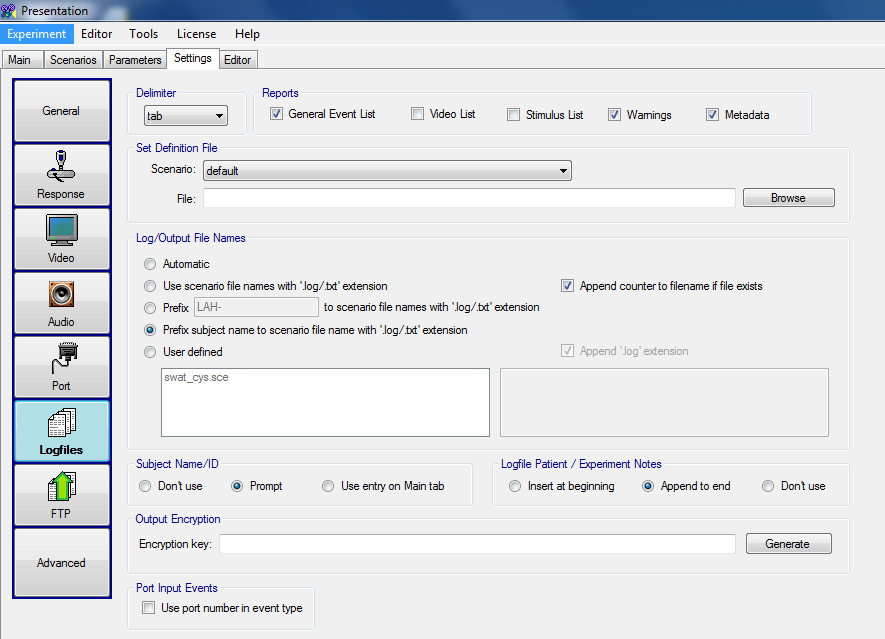 Presentation
Experiment Editor Tools License Help
Main Scenarios Parameters Settings Editor
General
Response
Video
Audio
Port
Logfiles
FTP
Advanced
Delimiter
tab
Reports
General Event List Video List Stimulus List Warnings Metadata
Set Definition File
Scenario: default
File: Browse
Log/Output File Names
Automatic
Use scenario file names with '.log/.txt' extension
Append counter to filename if file exists
Prefix LAH- to scenario file names with '.log/.txt' extension
Prefix subject name to scenario file name with '.log/.txt' extension
User defined
Append '.log' extension
swat_cys.sce
Subject Name/ID
Don't use Prompt Use entry on Main tab
Logfile Patient / Experiment Notes
Insert at beginning Append to end Don't use
Output Encryption
Encryption key: Generate
Port Input Events
Use port number in event type